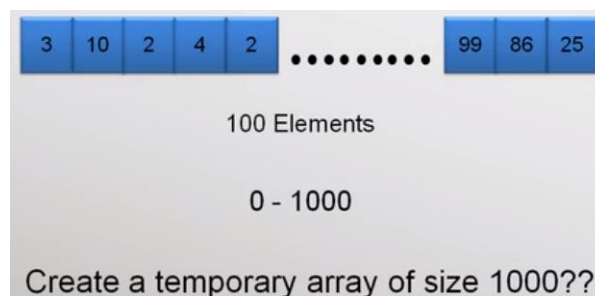 3 10 2 4 2 ......... 99 86 25
100 Elements
0 - 1000
Create a temporary array of size 1000??